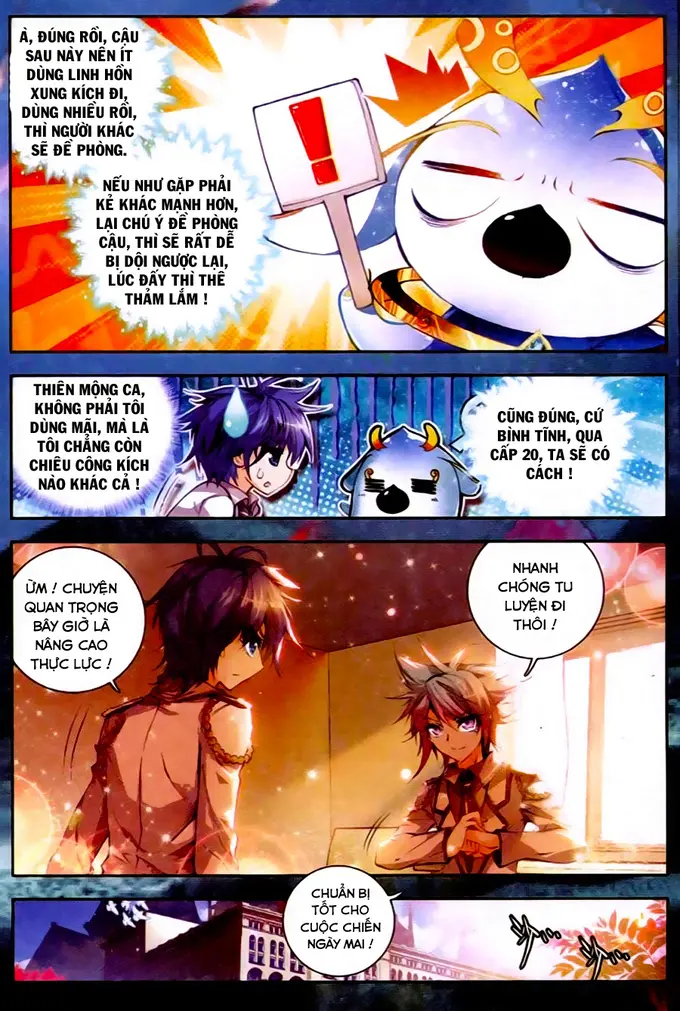 À, ĐÚNG RỒI, CẬU
SAU NÀY NÊN ÍT
DÙNG LINH HỒN
XUNG KÍCH ĐI,
DÙNG NHIỀU RỒI,
THÌ NGƯỜI KHÁC
SẼ ĐỀ PHÒNG.
!
NẾU NHƯ GẶP PHẢI
KẺ KHÁC MẠNH HƠN,
LẠI CHÚ Ý ĐỀ PHÒNG
CẬU, THÌ SẼ RẤT DỄ
BỊ DỘI NGƯỢC LẠI,
LÚC ĐẤY THÌ THÊ
THẢM LẮM !
THIÊN MỘNG CA,
KHÔNG PHẢI TÔI
DÙNG MÃI, MÀ LÀ
TÔI CHẲNG CÒN
CHIÊU CÔNG KÍCH
NÀO KHÁC CẢ !
CŨNG ĐÚNG, CỨ
BÌNH TĨNH, QUA
CẤP 20, TA SẼ CÓ
CÁCH !
NHANH
CHÓNG TU
LUYỆN ĐI
THÔI !
ỪM ! CHUYỆN
QUAN TRỌNG
BÂY GIỜ LÀ
NÂNG CAO
THỰC LỰC !
CHUẨN BỊ
TỐT CHO
CUỘC CHIẾN
NGÀY MAI !